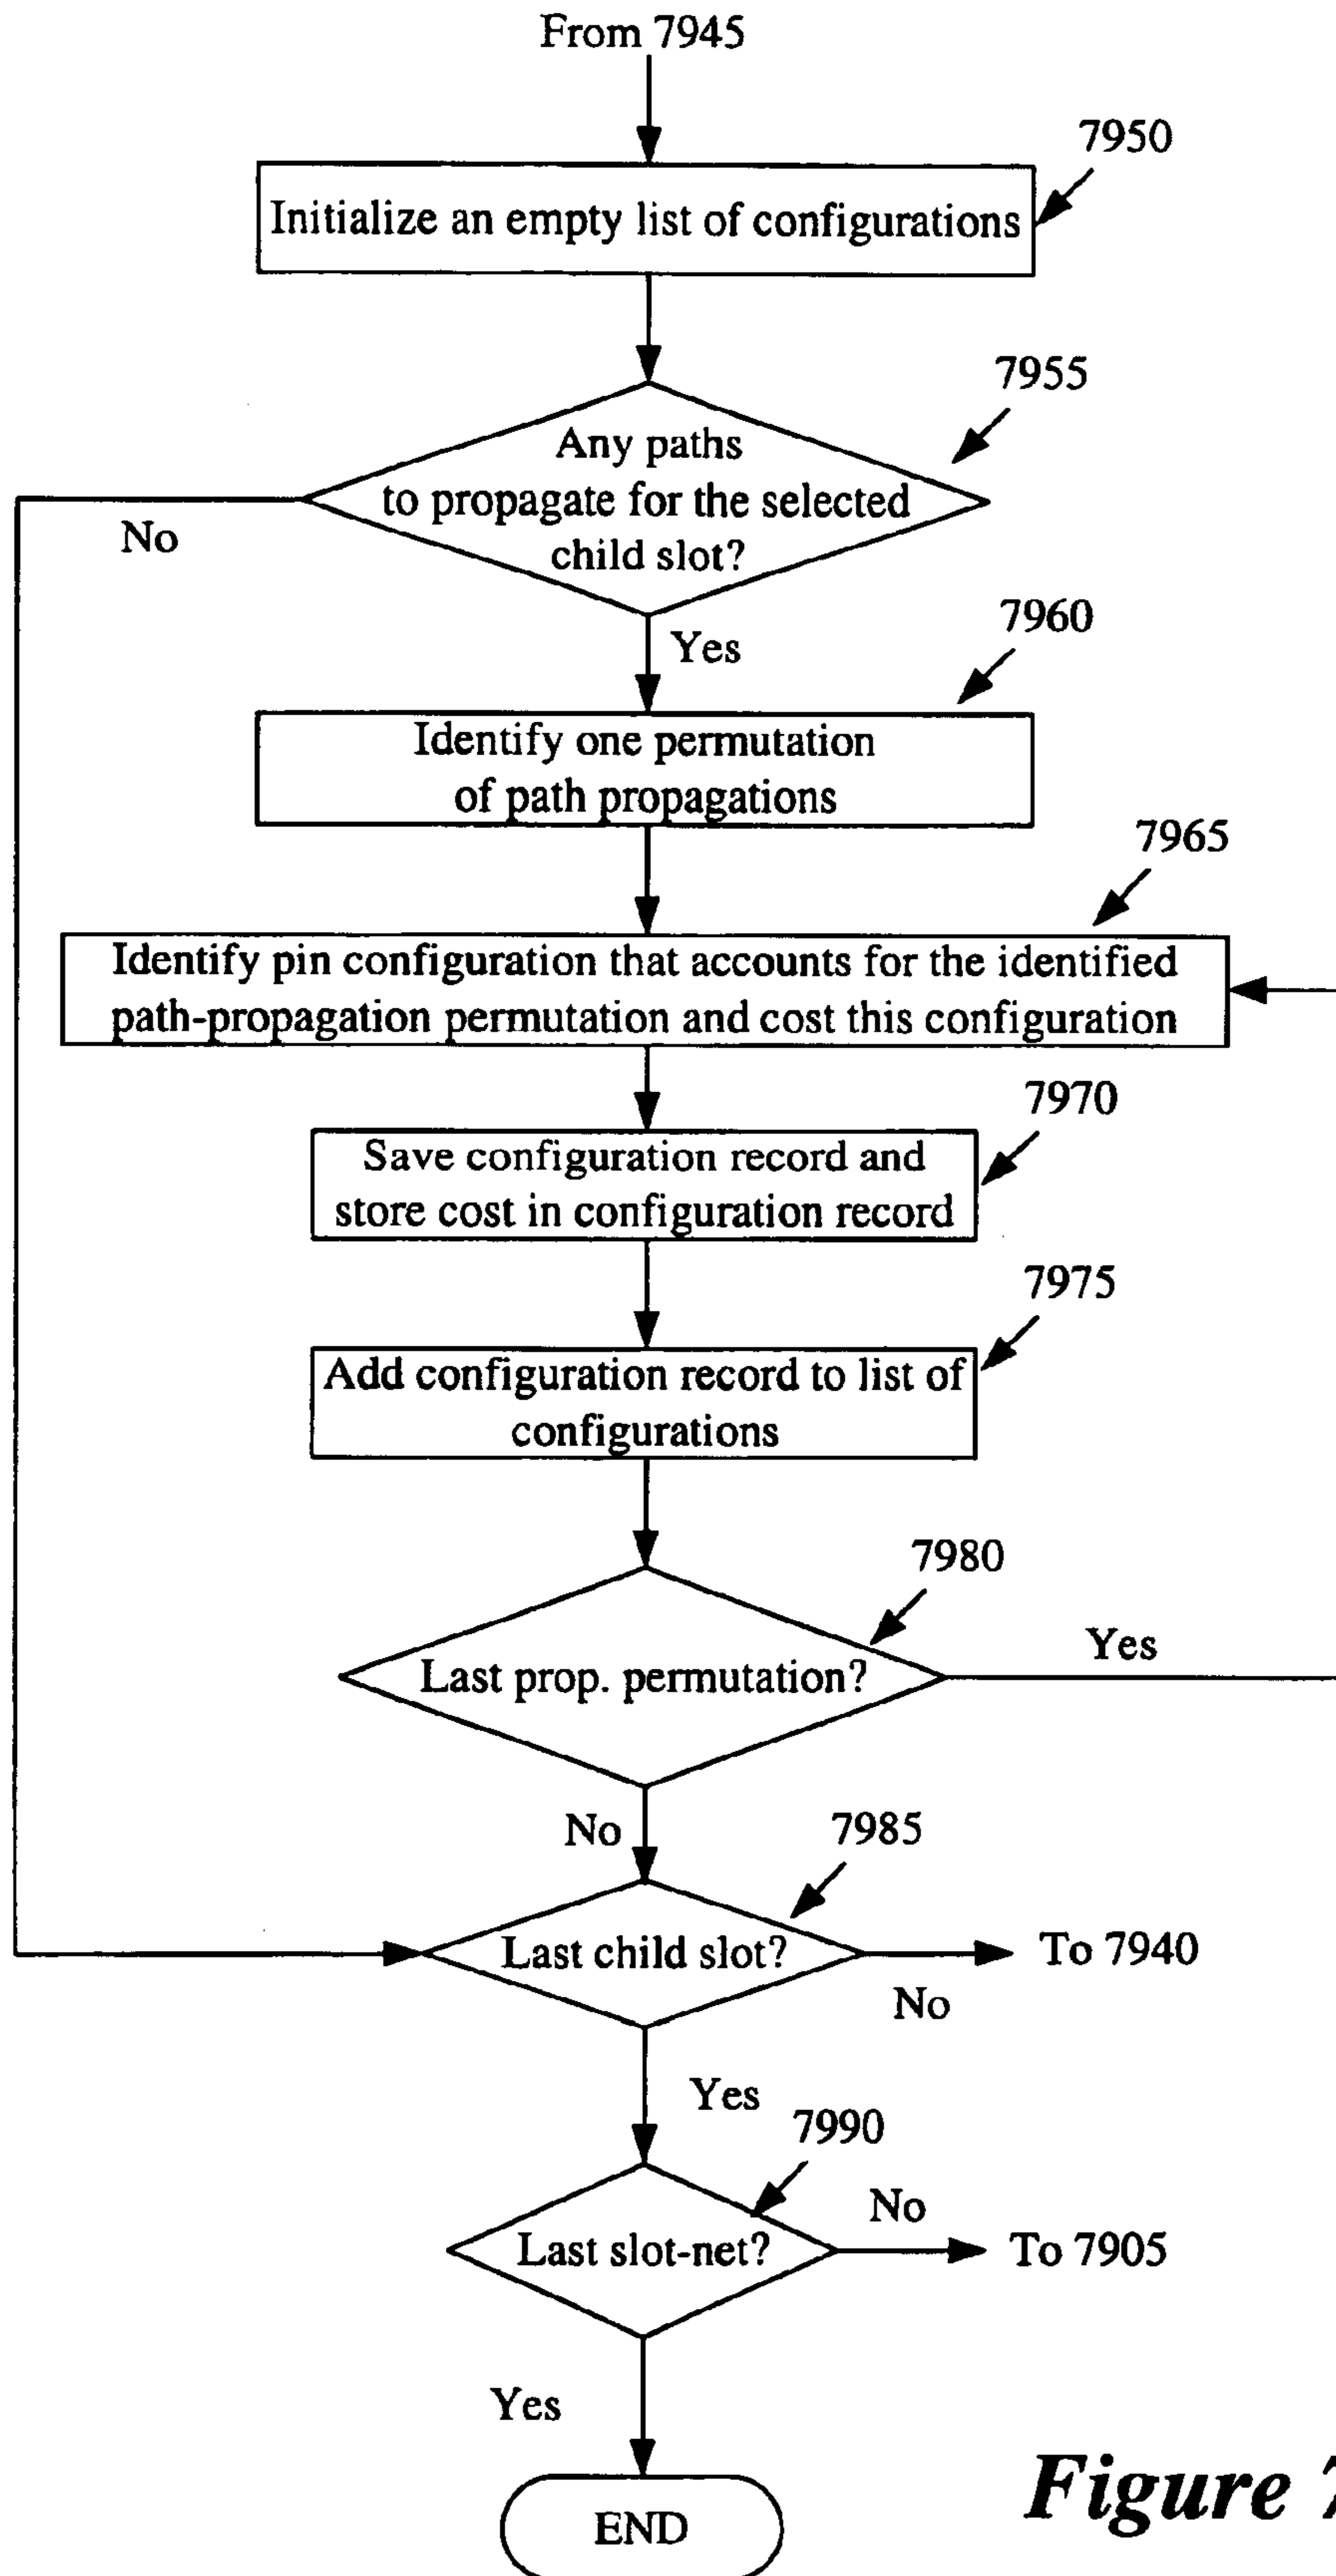 From 7945
7950
Initialize an empty list of configurations
7955
Any paths
to propagate for the selected
child slot?
No
7960
Yes
Identify one permutation
of path propagations
7965
Identify pin configuration that accounts for the identified
path-propagation permutation and cost this configuration
7970
Save configuration record and
store cost in configuration record
7975
Add configuration record to list of
configurations
7980
Last prop. permutation?
Yes
No
7985
Last child slot?
To 7940
No
Yes
7990
Last slot-net?
No
To 7905
Yes
END
Figure